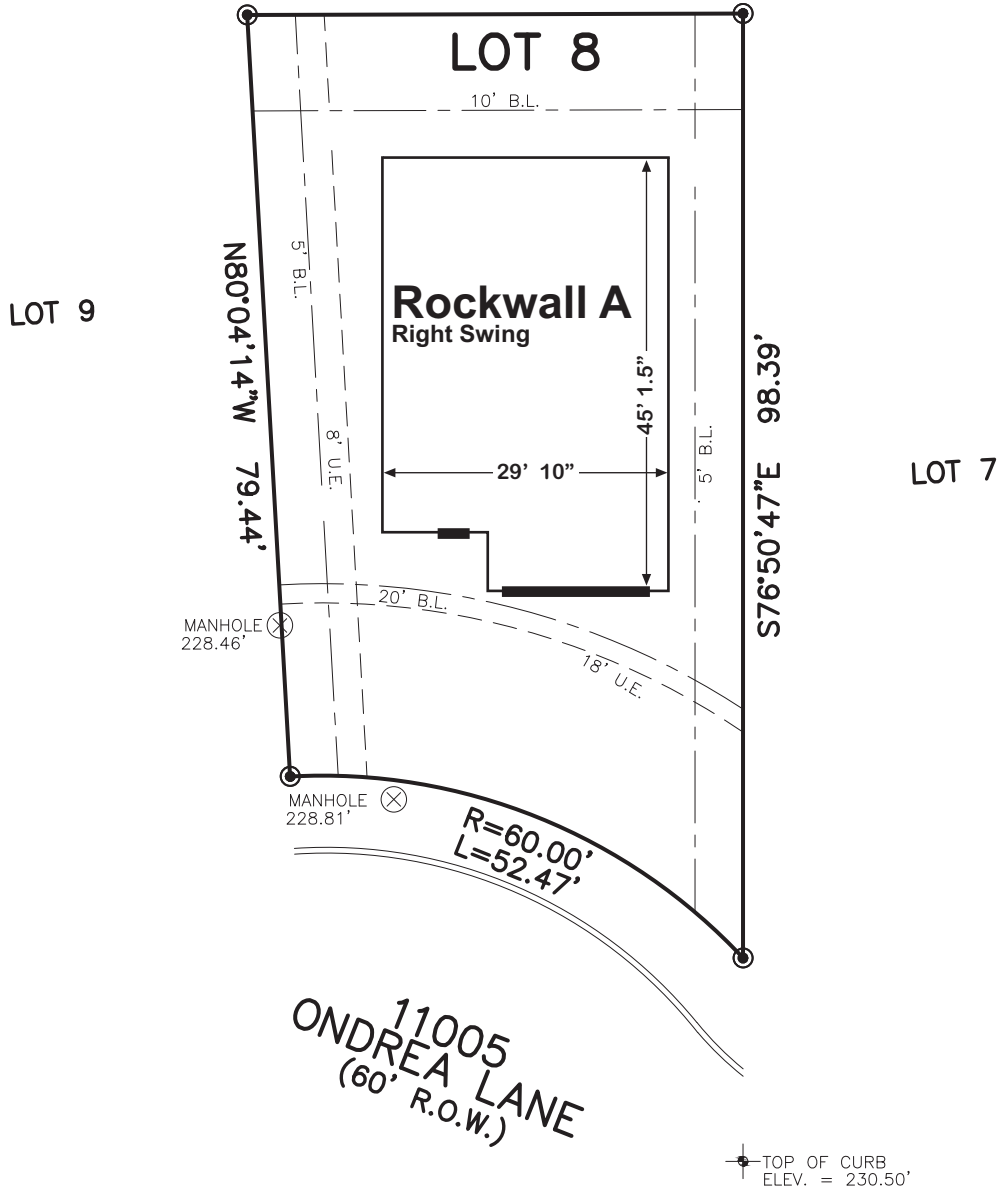 LOT 8
10' B.L.
5' B.L.
N80°04'14"W 79.44'
LOT 9
Rockwall A
Right Swing
45' 1.5"
29' 10"
8' U.E.
5' B.L.
S76°50'47"E 98.39'
LOT 7
20' B.L.
18' U.E.
MANHOLE
228.46'
MANHOLE
228.81'
R=60.00'
L=52.47'
11005
ONDREA LANE
(60' R.O.W.)
TOP OF CURB
ELEV. = 230.50'